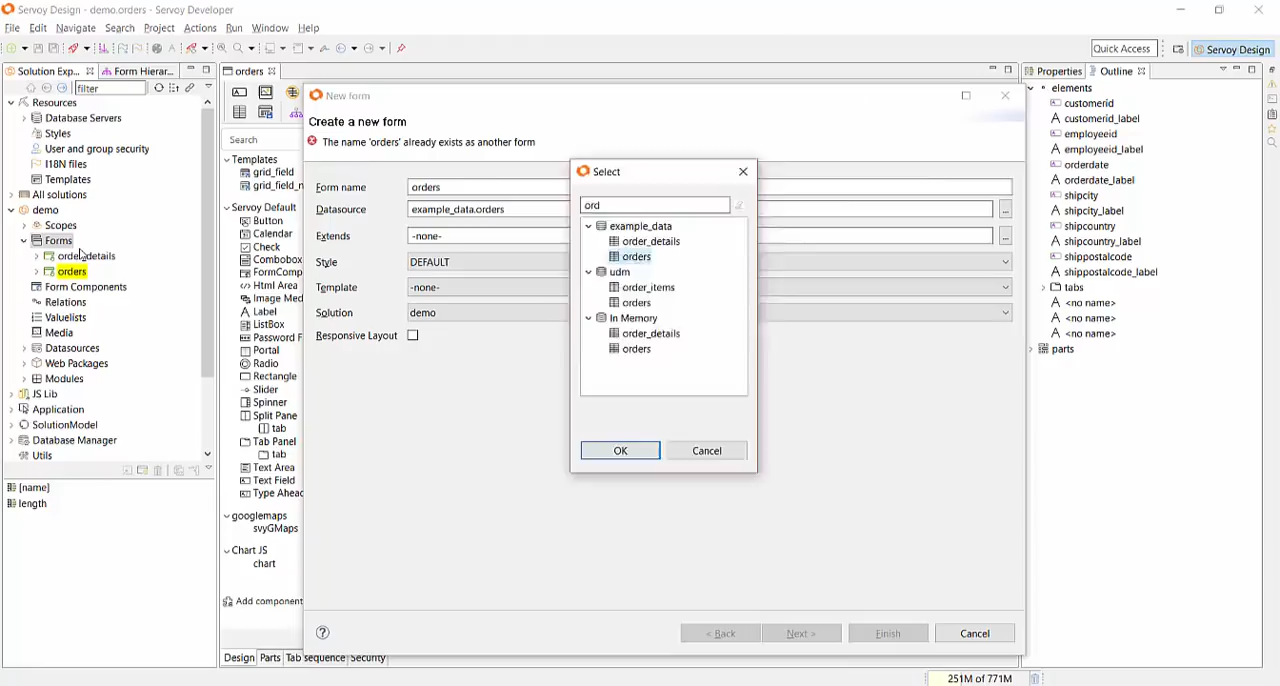 Servoy Design - demo.orders - Servoy Developer
File Edit Navigate Search Project Actions Run Window Help
Quick Access
Servoy Design
Solution Exp...
Form Hierar...
filter
Resources
Database Servers
Styles
User and group security
I18N files
Templates
All solutions
demo
Scopes
Forms
orders
Form Components
Relations
Valuelists
Media
Datasources
Web Packages
Modules
JS Lib
Application
SolutionModel
Database Manager
Utils
[name]
length
orders
Search
Templates
grid_field
Servoy Default
Button
Calendar
Check
Combobox
FormComp
Html Area
Image Med
Label
ListBox
Password F
Portal
Radio
Rectangle
Slider
Spinner
Split Pane
tab
Tab Panel
tab
Text Area
Text Field
Type Ahead
googlemaps
svyGMaps
Chart JS
chart
Add component
Design Parts Tab sequence Security
New form
Create a new form
The name 'orders' already exists as another form
Form name orders
Datasource example_data.orders ...
Extends -none- ...
Style DEFAULT
Template -none-
Solution demo
Responsive Layout
< Back Next > Finish Cancel
Select
ord
example_data
order_details
orders
udm
order_items
orders
In Memory
order_details
orders
OK Cancel
Properties Outline
elements
customerid
customerid_label
employeeid
employeeid_label
orderdate
orderdate_label
shipcity
shipcity_label
shipcountry
shipcountry_label
shippostalcode
shippostalcode_label
tabs
<no name>
<no name>
<no name>
parts
251M of 771M